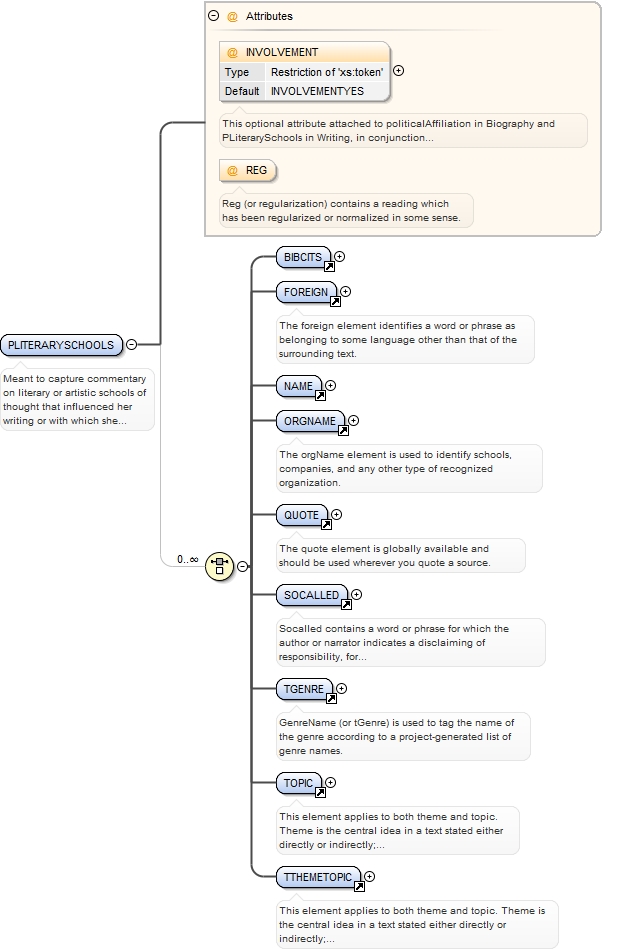 @ Attributes
@ INVOLVEMENT
Type Restriction of 'xs:token'
Default INVOLVEMENTYES
This optional attribute attached to politicalAffiliation in Biography and
PLiterarySchools in Writing, in conjunction...
@ REG
Reg (or regularization) contains a reading which
has been regularized or normalized in some sense.
PLITERARYSCHOOLS
Meant to capture commentary
on literary or artistic schools of
thought that influenced her
writing or with which she...
0..∞
BIBCITS
FOREIGN
The foreign element identifies a word or phrase as
belonging to some language other than that of the
surrounding text.
NAME
ORGNAME
The orgName element is used to identify schools,
companies, and any other type of recognized
organization.
QUOTE
The quote element is globally available and
should be used wherever you quote a source.
SOCALLED
Socalled contains a word or phrase for which the
author or narrator indicates a disclaiming of
responsibility, for...
TGENRE
GenreName (or tGenre) is used to tag the name of
the genre according to a project-generated list of
genre names.
TOPIC
This element applies to both theme and topic.
Theme is the central idea in a text stated either
directly or indirectly;...
TTHEMETOPIC
This element applies to both theme and topic. Theme is
the central idea in a text stated either directly or
indirectly;...